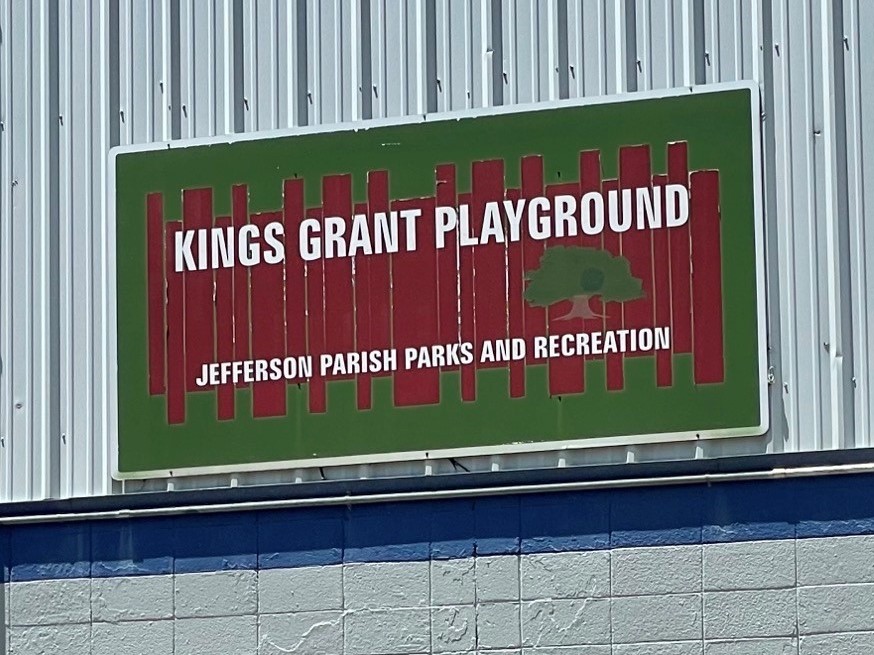 KINGS GRANT PLAYGROUND
JEFFERSON PARISH PARKS AND RECREATION